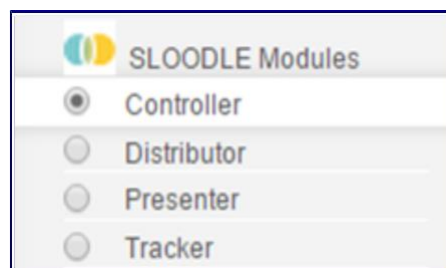 SLOODLE Modules
Controller
Distributor
Presenter
Tracker